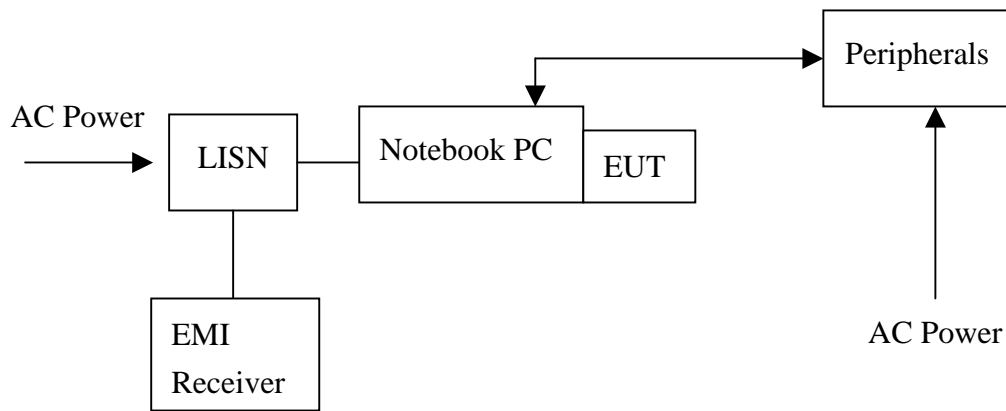 Peripherals
AC Power
LISN
Notebook PC
EUT
EMI
Receiver
AC Power